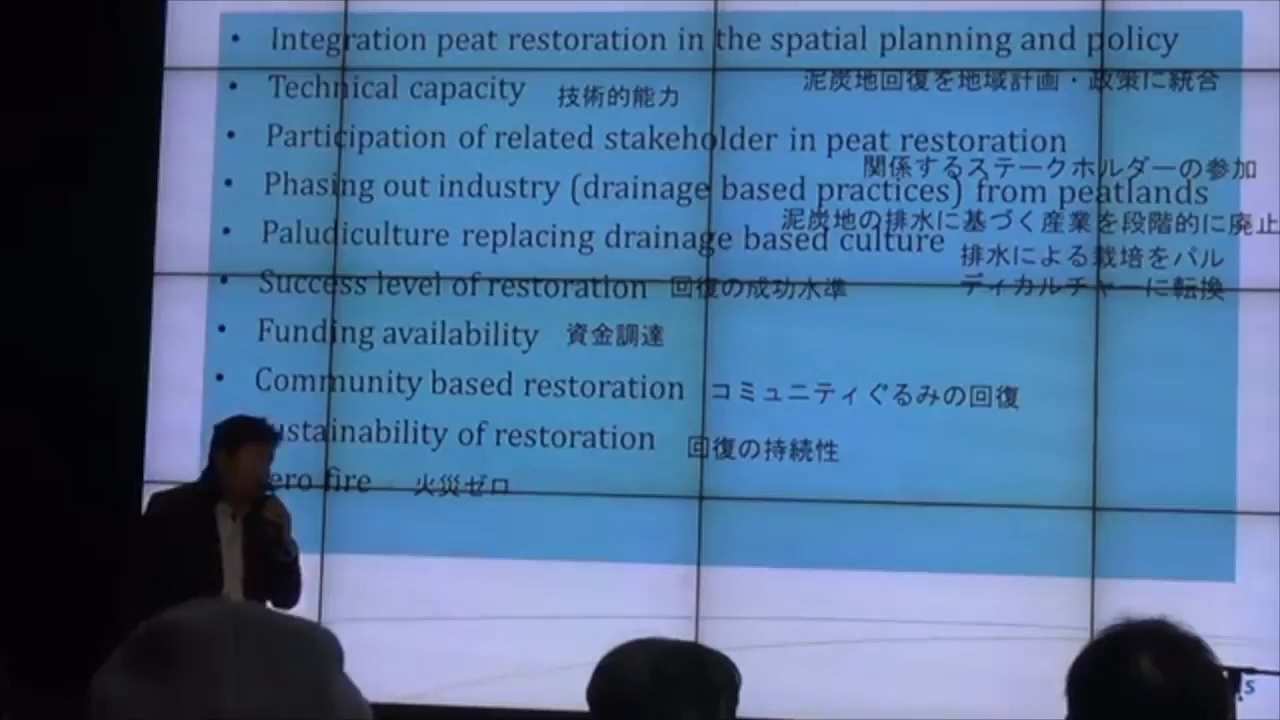 • Integration peat restoration in the spatial planning and policy
泥炭地回復を地域計画・政策に統合
• Technical capacity 技術的能力
• Participation of related stakeholder in peat restoration
関係するステークホルダーの参加
• Phasing out industry (drainage based practices) from peatlands
泥炭地の排水に基づく産業を段階的に廃止
• Paludiculture replacing drainage based culture
排水による栽培をパル
ディカルチャーに転換
• Success level of restoration 回復の成功水準
• Funding availability 資金調達
• Community based restoration コミュニティぐるみの回復
ustainability of restoration 回復の持続性
ero fire 火災ゼロ